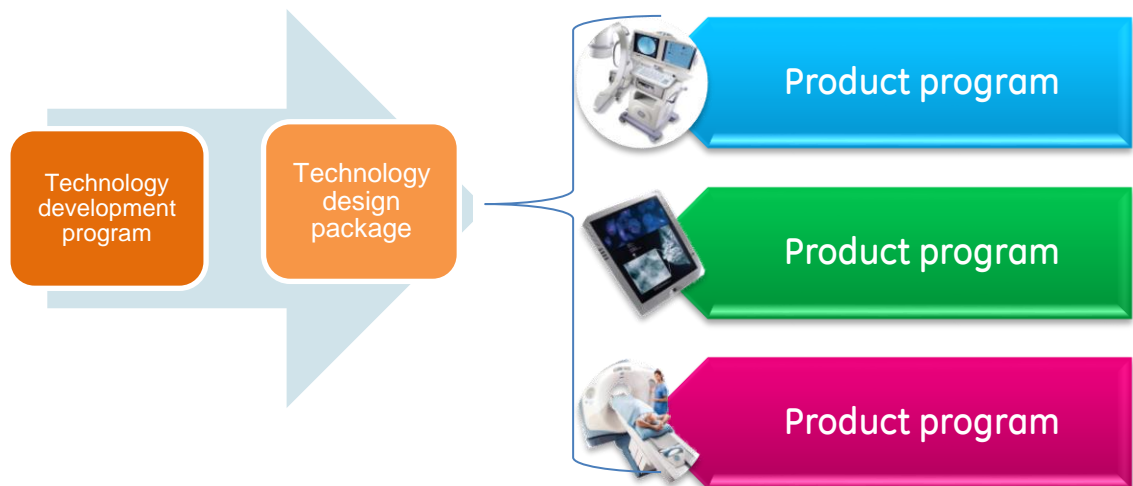 Technology
development
program
Technology
design
package
Product program
Product program
Product program